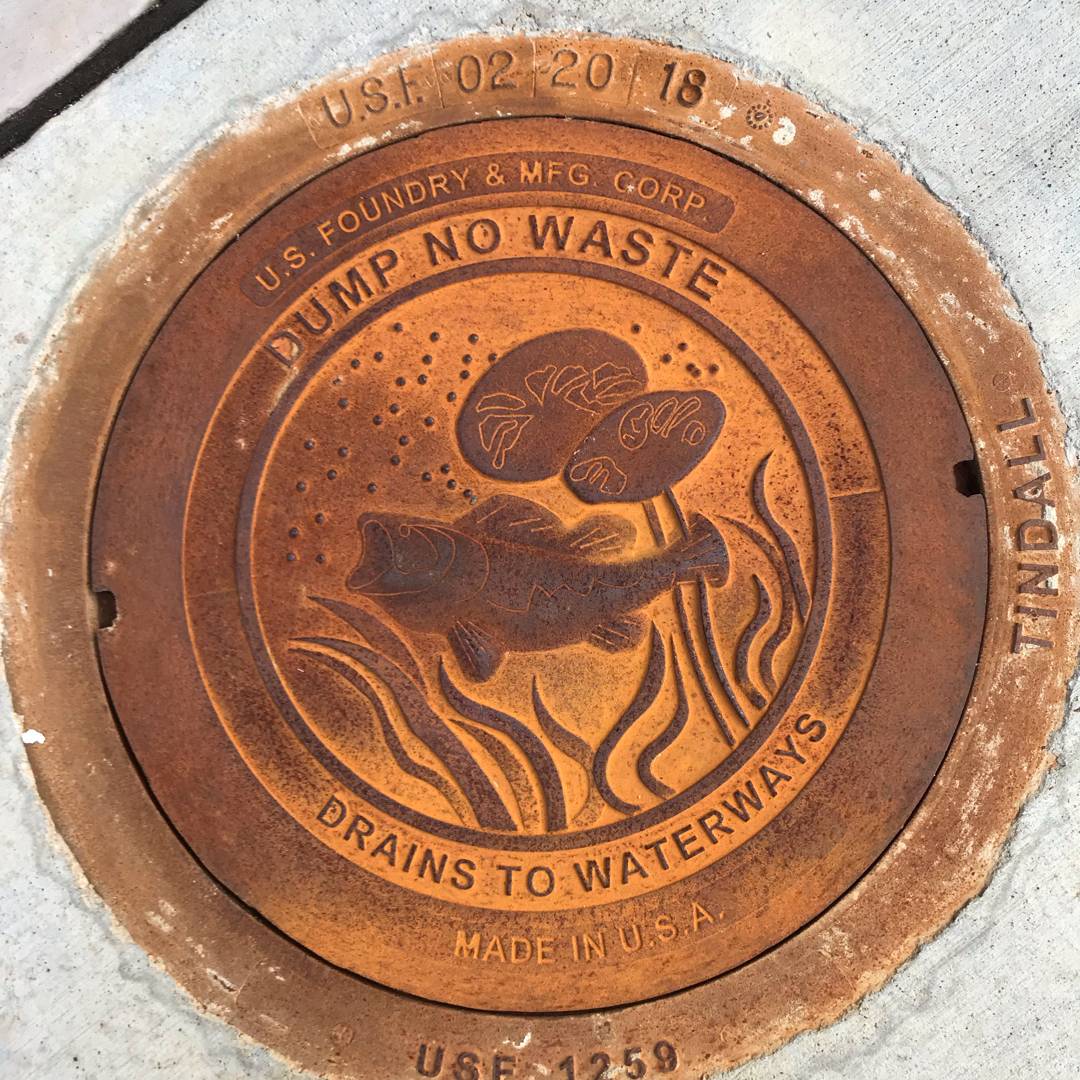 U.S.F. 02 20 18
U.S. FOUNDRY & MFG. CORP.
DUMP NO WASTE
TINDALL
DRAINS TO WATERWAYS
MADE IN U.S.A.
USF 1259